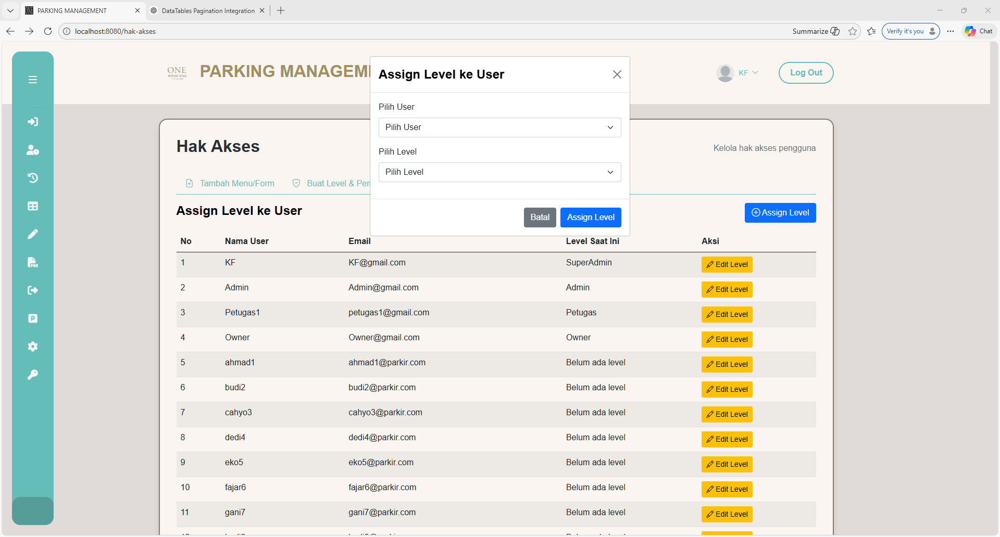 PARKING MANAGEMENT
DataTables Pagination Integration
localhost:8080/hak-akses
Summarize
Verify it's you
Chat
ONE
BATAM MALL
PARKING MANAGEM
KF
Log Out
Assign Level ke User
Pilih User
Pilih User
Pilih Level
Pilih Level
Batal
Assign Level
Hak Akses
Kelola hak akses pengguna
Tambah Menu/Form
Buat Level & Per
Assign Level ke User
Assign Level
No Nama User Email Level Saat Ini Aksi
1 KF KF@gmail.com SuperAdmin Edit Level
2 Admin Admin@gmail.com Admin Edit Level
3 Petugas1 petugas1@gmail.com Petugas Edit Level
4 Owner Owner@gmail.com Owner Edit Level
5 ahmad1 ahmad1@parkir.com Belum ada level Edit Level
6 budi2 budi2@parkir.com Belum ada level Edit Level
7 cahyo3 cahyo3@parkir.com Belum ada level Edit Level
8 dedi4 dedi4@parkir.com Belum ada level Edit Level
9 eko5 eko5@parkir.com Belum ada level Edit Level
10 fajar6 fajar6@parkir.com Belum ada level Edit Level
11 gani7 gani7@parkir.com Belum ada level Edit Level
PNG
P